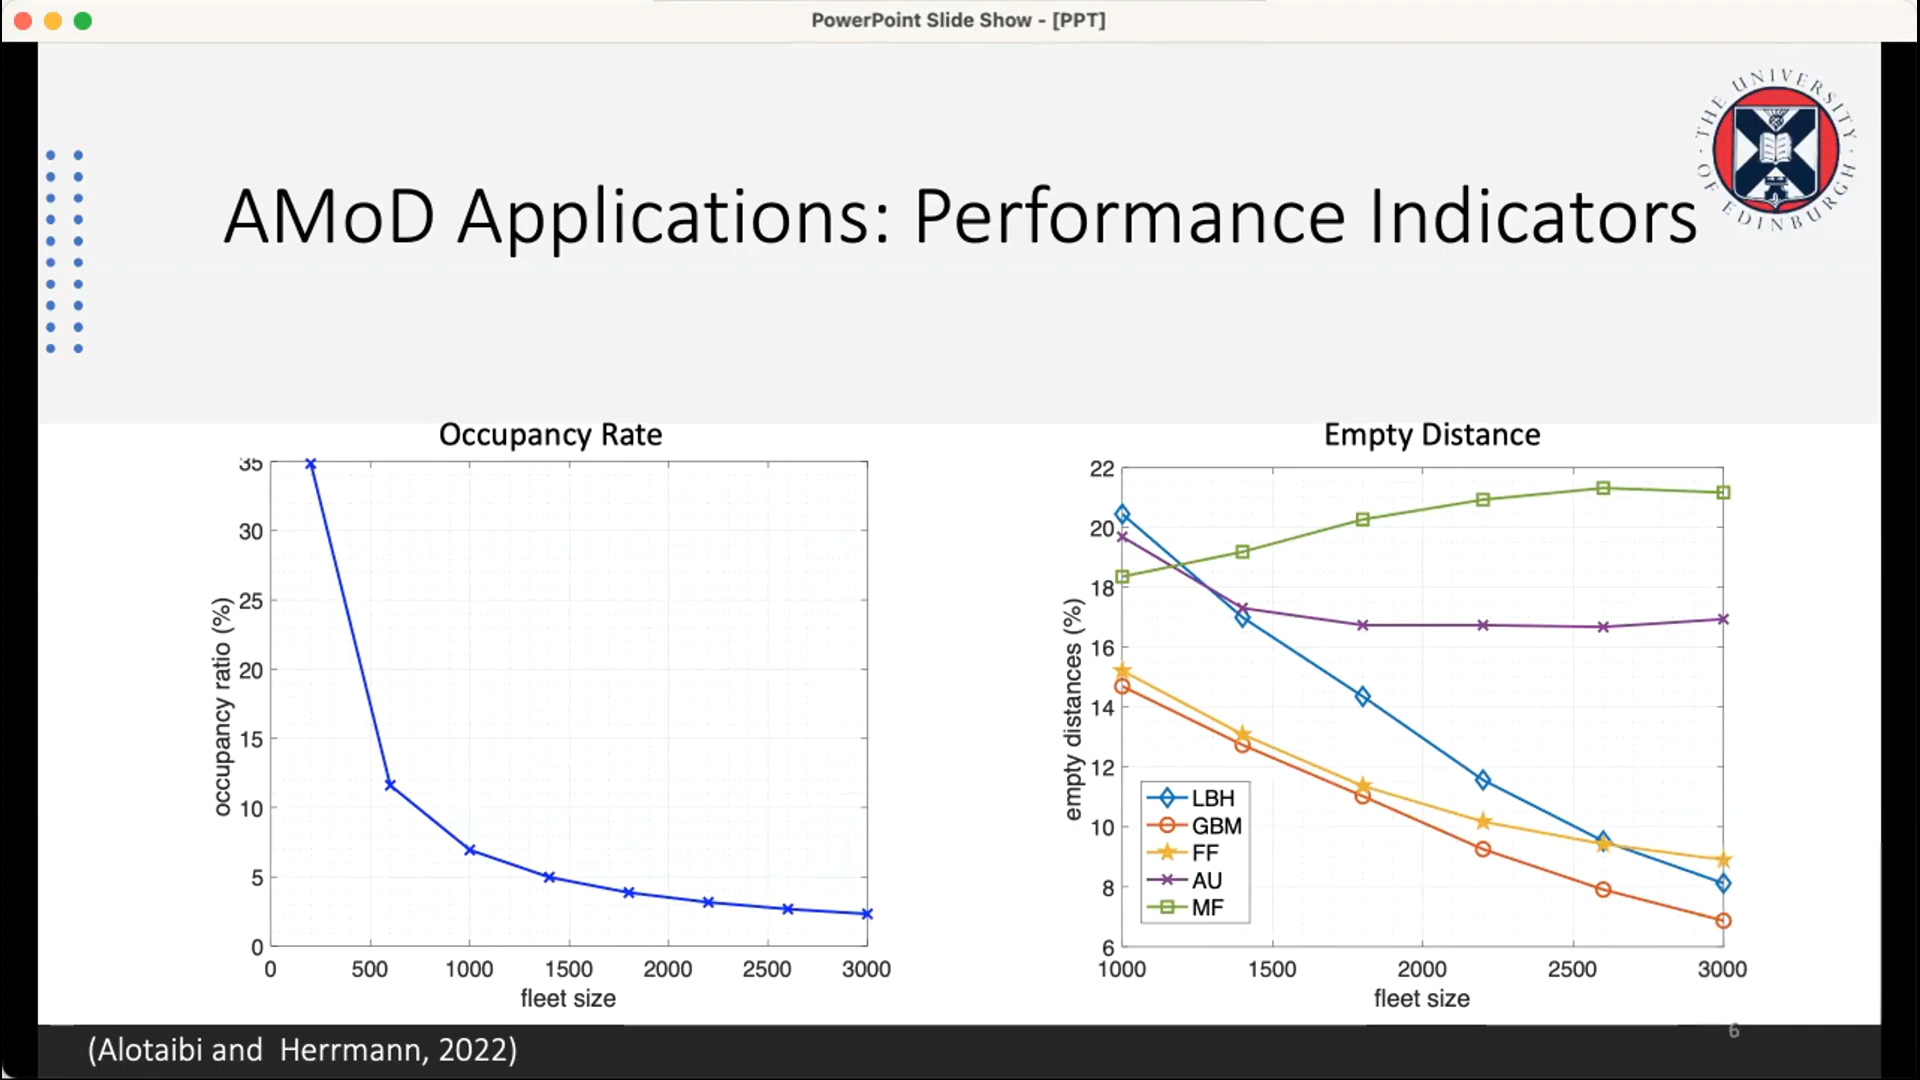 PowerPoint Slide Show - [PPT]
THE UNIVERSITY OF EDINBURGH
AMoD Applications: Performance Indicators
Occupancy Rate
35
30
25
20
15
10
5
0
occupancy ratio (%)
0 500 1000 1500 2000 2500 3000
fleet size
Empty Distance
22
20
18
16
14
12
10
8
6
empty distances (%)
LBH
GBM
FF
AU
MF
1000 1500 2000 2500 3000
fleet size
(Alotaibi and Herrmann, 2022)
6